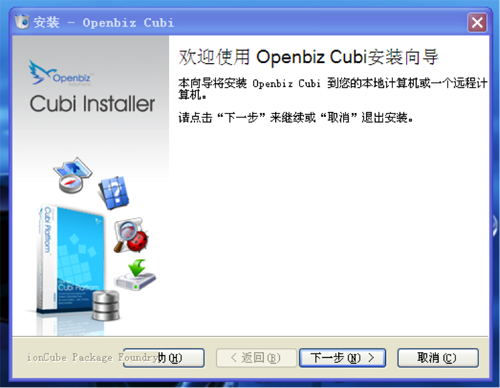 安装 - Openbiz Cubi
Openbiz
Cubi Installer
欢迎使用 Openbiz Cubi安装向导
本向导将安装 Openbiz Cubi 到您的本地计算机或一个远程计
算机。
请点击“下一步”来继续或“取消”退出安装。
Cubi Platform
Cubi Platform
ionCube Package Foundry
助(H)
< 返回(B)
下一步(N) >
取消(C)